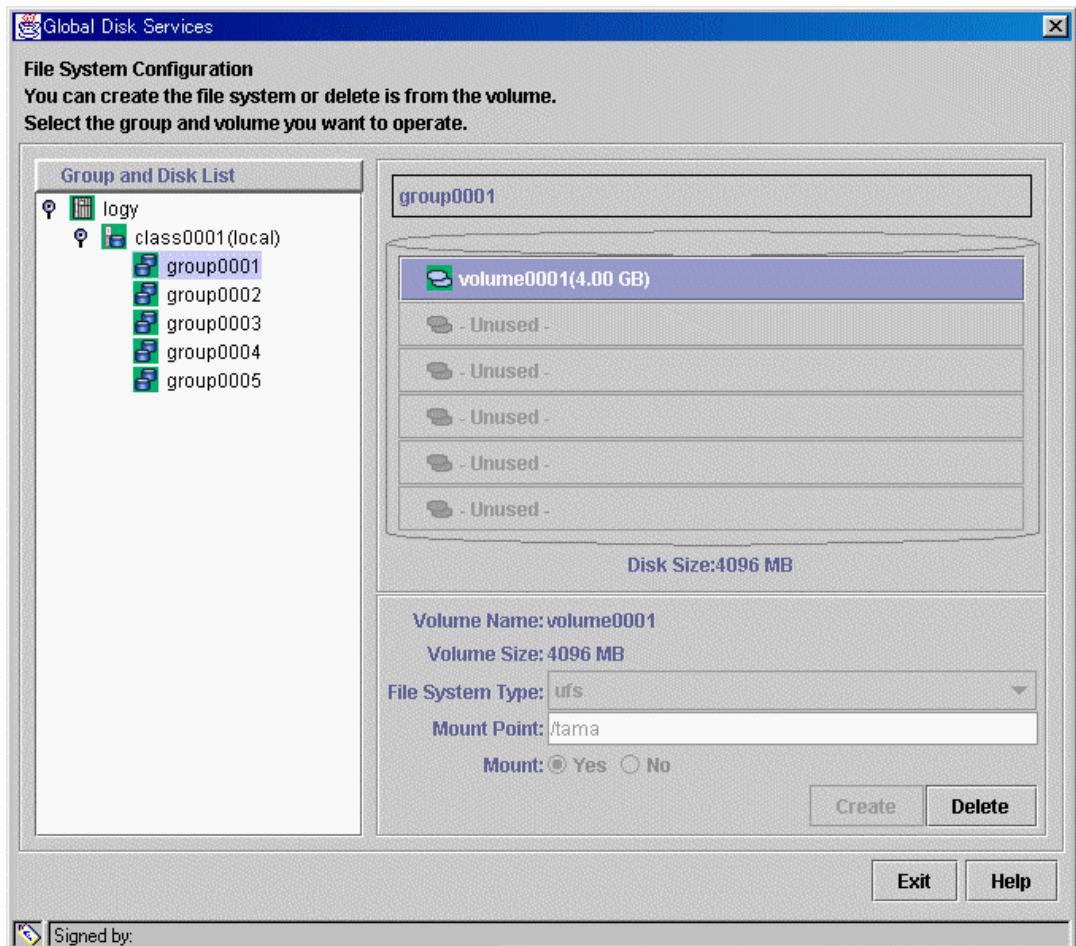 Global Disk Services
File System Configuration
You can create the file system or delete is from the volume.
Select the group and volume you want to operate.
Group and Disk List
logy
class0001(local)
group0001
group0002
group0003
group0004
group0005
group0001
volume0001(4.00 GB)
- Unused -
- Unused -
- Unused -
- Unused -
- Unused -
Disk Size:4096 MB
Volume Name: volume0001
Volume Size: 4096 MB
File System Type: ufs
Mount Point: /tama
Mount: Yes No
Create Delete
Exit Help
Signed by: